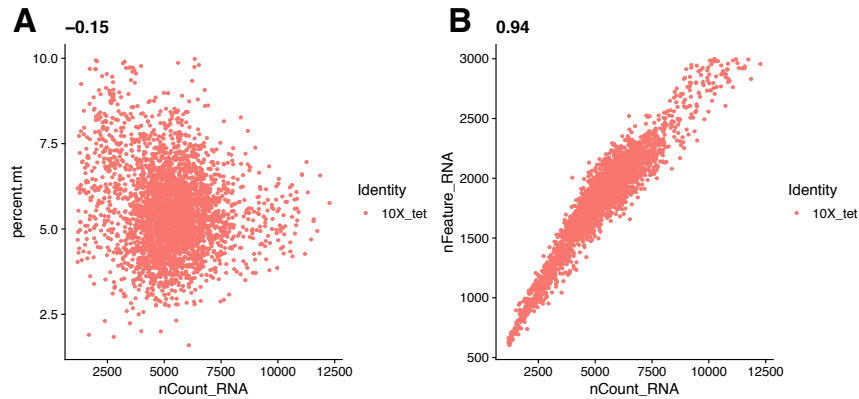 A
−0.15
10.0
7.5
5.0
2.5
percent.mt
2500
5000
7500
10000
12500
nCount_RNA
Identity
10X_tet
B
0.94
3000
2500
2000
1500
1000
500
nFeature_RNA
2500
5000
7500
10000
12500
nCount_RNA
Identity
10X_tet